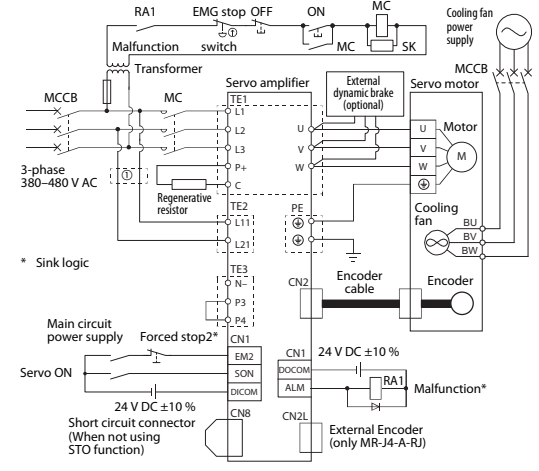 RA1 EMG stop OFF ON MC
① switch MC SK
Malfunction
Transformer
Cooling fan
power supply
MCCB
MCCB MC
3-phase
380–480 V AC
①
Servo amplifier
External
dynamic brake
(optional)
Servo motor
TE1
L1
L2
L3
P+
C
Regenerative
resistor
U
V
W
U
V
W
Motor
M
TE2
L11
L21
PE
Cooling
fan
BU
BV
BW
* Sink logic
TE3
N−
P3
P4
CN2
Encoder
cable
Encoder
Main circuit
power supply
Forced stop2*
Servo ON
24 V DC ±10 %
CN1
EM2
SON
DICOM
CN1
DOCOM
ALM
24 V DC ±10 %
RA1
Malfunction*
CN8
Short circuit connector
(When not using
STO function)
CN2L
External Encoder
(only MR-J4-A-RJ)